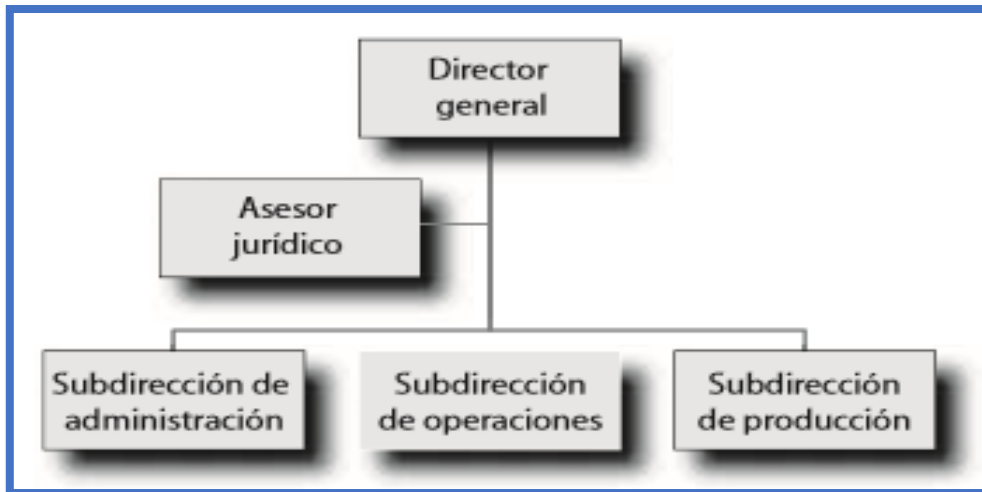 Director
general
Asesor
jurídico
Subdirección de
administración
Subdirección
de operaciones
Subdirección
de producción